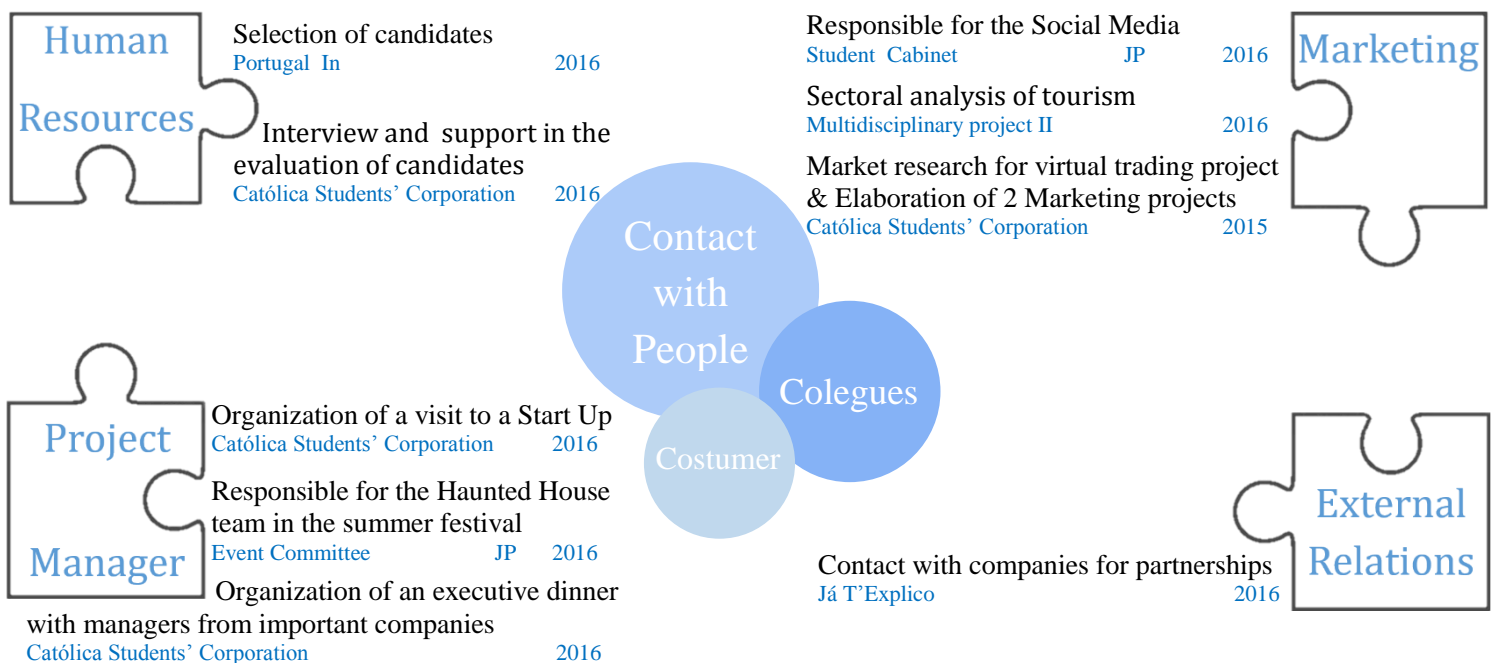 Human
Resources
Selection of candidates
Portugal In 2016
Interview and support in the
evaluation of candidates
Católica Students’ Corporation 2016
Responsible for the Social Media
Student Cabinet JP 2016
Sectoral analysis of tourism
Multidisciplinary project II 2016
Market research for virtual trading project
& Elaboration of 2 Marketing projects
Católica Students’ Corporation 2015
Marketing
Contact
with
People
Colegues
Costumer
Project
Manager
Organization of a visit to a Start Up
Católica Students’ Corporation 2016
Responsible for the Haunted House
team in the summer festival
Event Committee JP 2016
Organization of an executive dinner
with managers from important companies
Católica Students’ Corporation 2016
Contact with companies for partnerships
Já T’Explico 2016
External
Relations